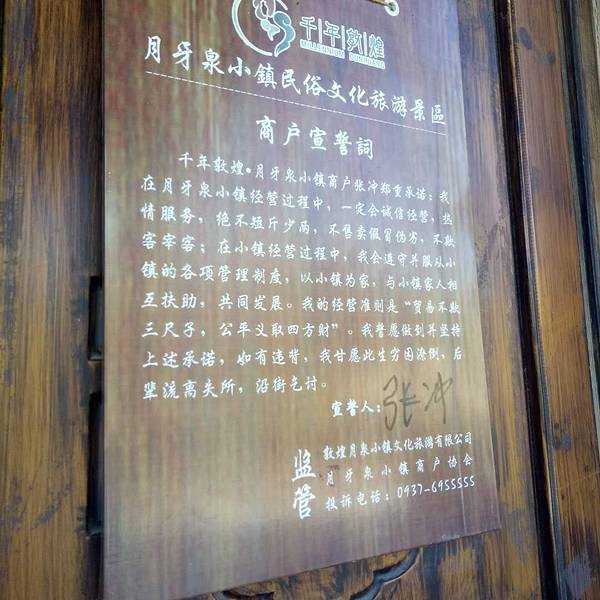 千年敦煌
MILLENNIUM DUNHUANG
月牙泉小鎮民俗文化旅游景區
商户宣誓詞
千年敦煌•月牙泉小镇商户张冲郑重承诺：我
在月牙泉小镇经营过程中，一定会诚信经营，热
情服务，绝不短斤少两，不售卖假冒伪劣，不欺
客宰客；在小镇经营过程中，我会遵守并服从小
镇的各项管理制度，以小镇为家，与小镇家人相
互扶助，共同发展。我的经营准则是“贸易不欺
三尺子，公平义取四方财”。我誓愿做到并坚持
上述承诺，如有违背，我甘愿此生穷困潦倒，后
辈流离失所，沿街乞讨。
宣誓人：张冲
监管
敦煌月泉小镇文化旅游有限公司
月牙泉小镇商户协会
投诉电话：0937-6955555